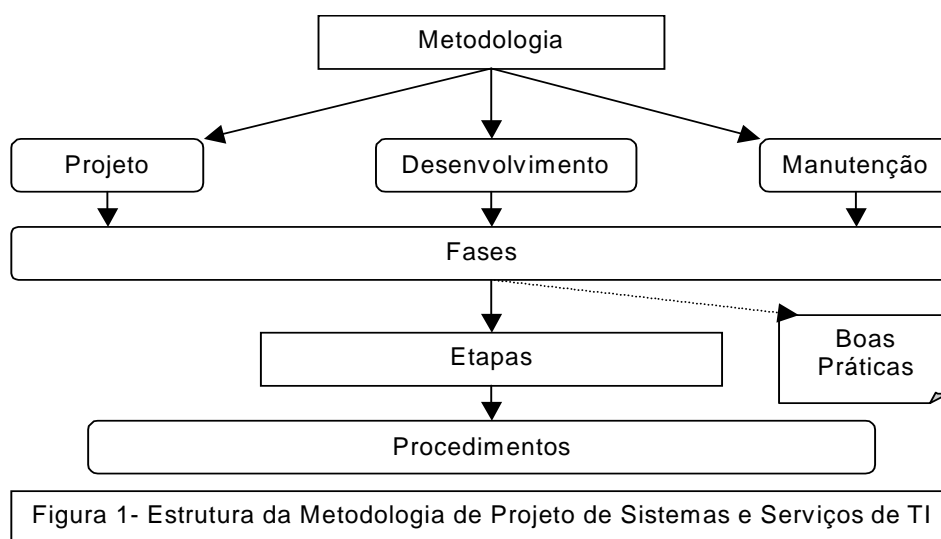 Metodologia
Projeto
Desenvolvimento
Manutenção
Fases
Etapas
Boas
Práticas
Procedimentos
Figura 1- Estrutura da Metodologia de Projeto de Sistemas e Serviços de TI